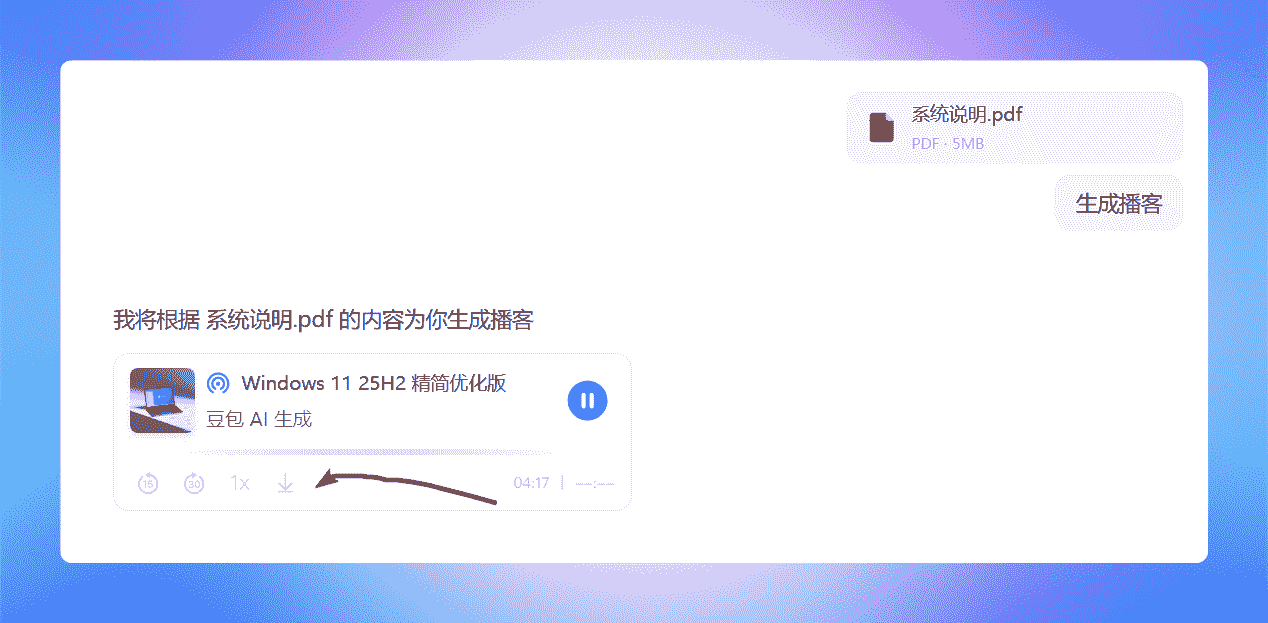 系统说明.pdf
PDF · 5MB
生成播客
我将根据 系统说明.pdf 的内容为你生成播客
Windows 11 25H2 精简优化版
豆包 AI 生成
15 30 1x 04:17 | --:--